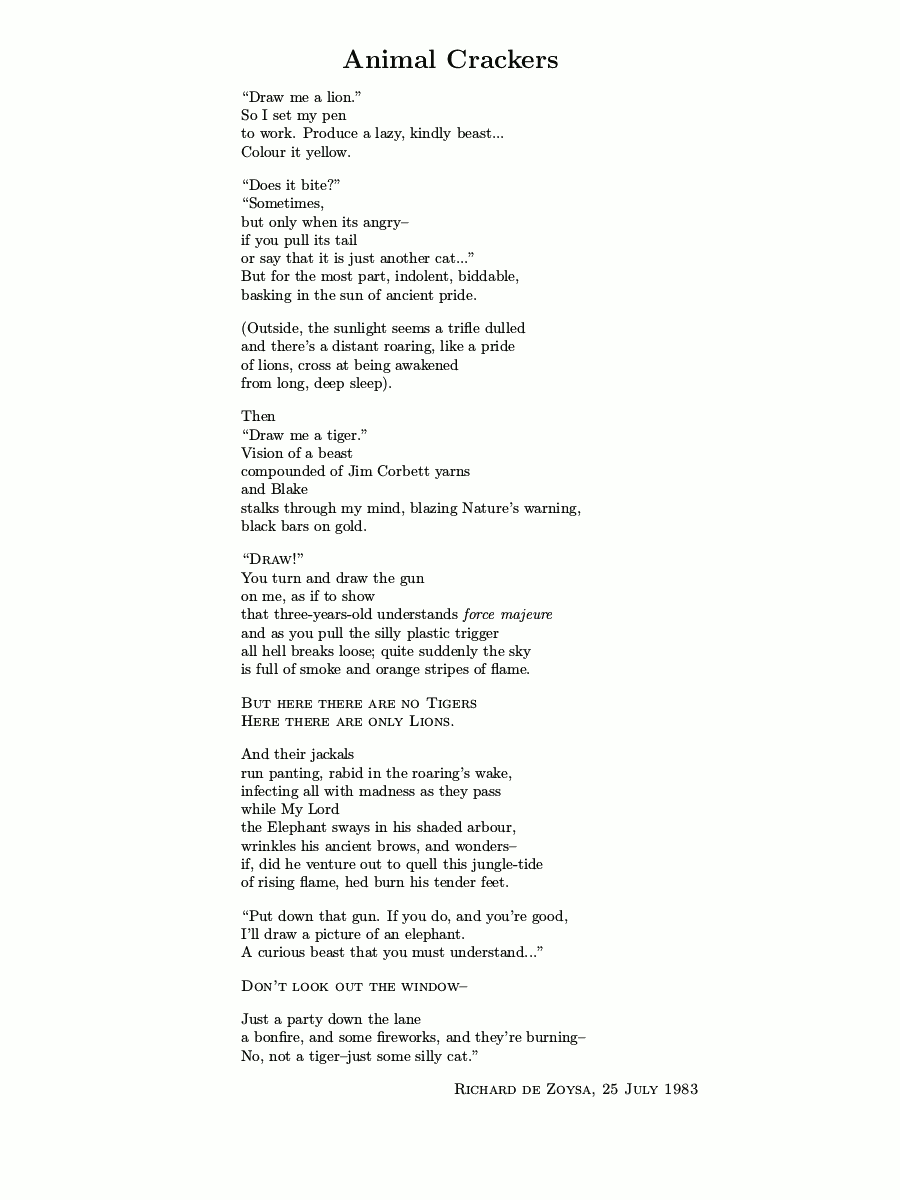 Animal Crackers
“Draw me a lion.”
So I set my pen
to work. Produce a lazy, kindly beast...
Colour it yellow.
“Does it bite?”
“Sometimes,
but only when its angry–
if you pull its tail
or say that it is just another cat...”
But for the most part, indolent, biddable,
basking in the sun of ancient pride.
(Outside, the sunlight seems a trifle dulled
and there’s a distant roaring, like a pride
of lions, cross at being awakened
from long, deep sleep).
Then
“Draw me a tiger.”
Vision of a beast
compounded of Jim Corbett yarns
and Blake
stalks through my mind, blazing Nature’s warning,
black bars on gold.
“Draw!”
You turn and draw the gun
on me, as if to show
that three-years-old understands force majeure
and as you pull the silly plastic trigger
all hell breaks loose; quite suddenly the sky
is full of smoke and orange stripes of flame.
But here there are no Tigers
Here there are only Lions.
And their jackals
run panting, rabid in the roaring’s wake,
infecting all with madness as they pass
while My Lord
the Elephant sways in his shaded arbour,
wrinkles his ancient brows, and wonders–
if, did he venture out to quell this jungle-tide
of rising flame, hed burn his tender feet.
“Put down that gun. If you do, and you’re good,
I’ll draw a picture of an elephant.
A curious beast that you must understand...”
Don’t look out the window–
Just a party down the lane
a bonfire, and some fireworks, and they’re burning–
No, not a tiger–just some silly cat.”
Richard de Zoysa, 25 July 1983